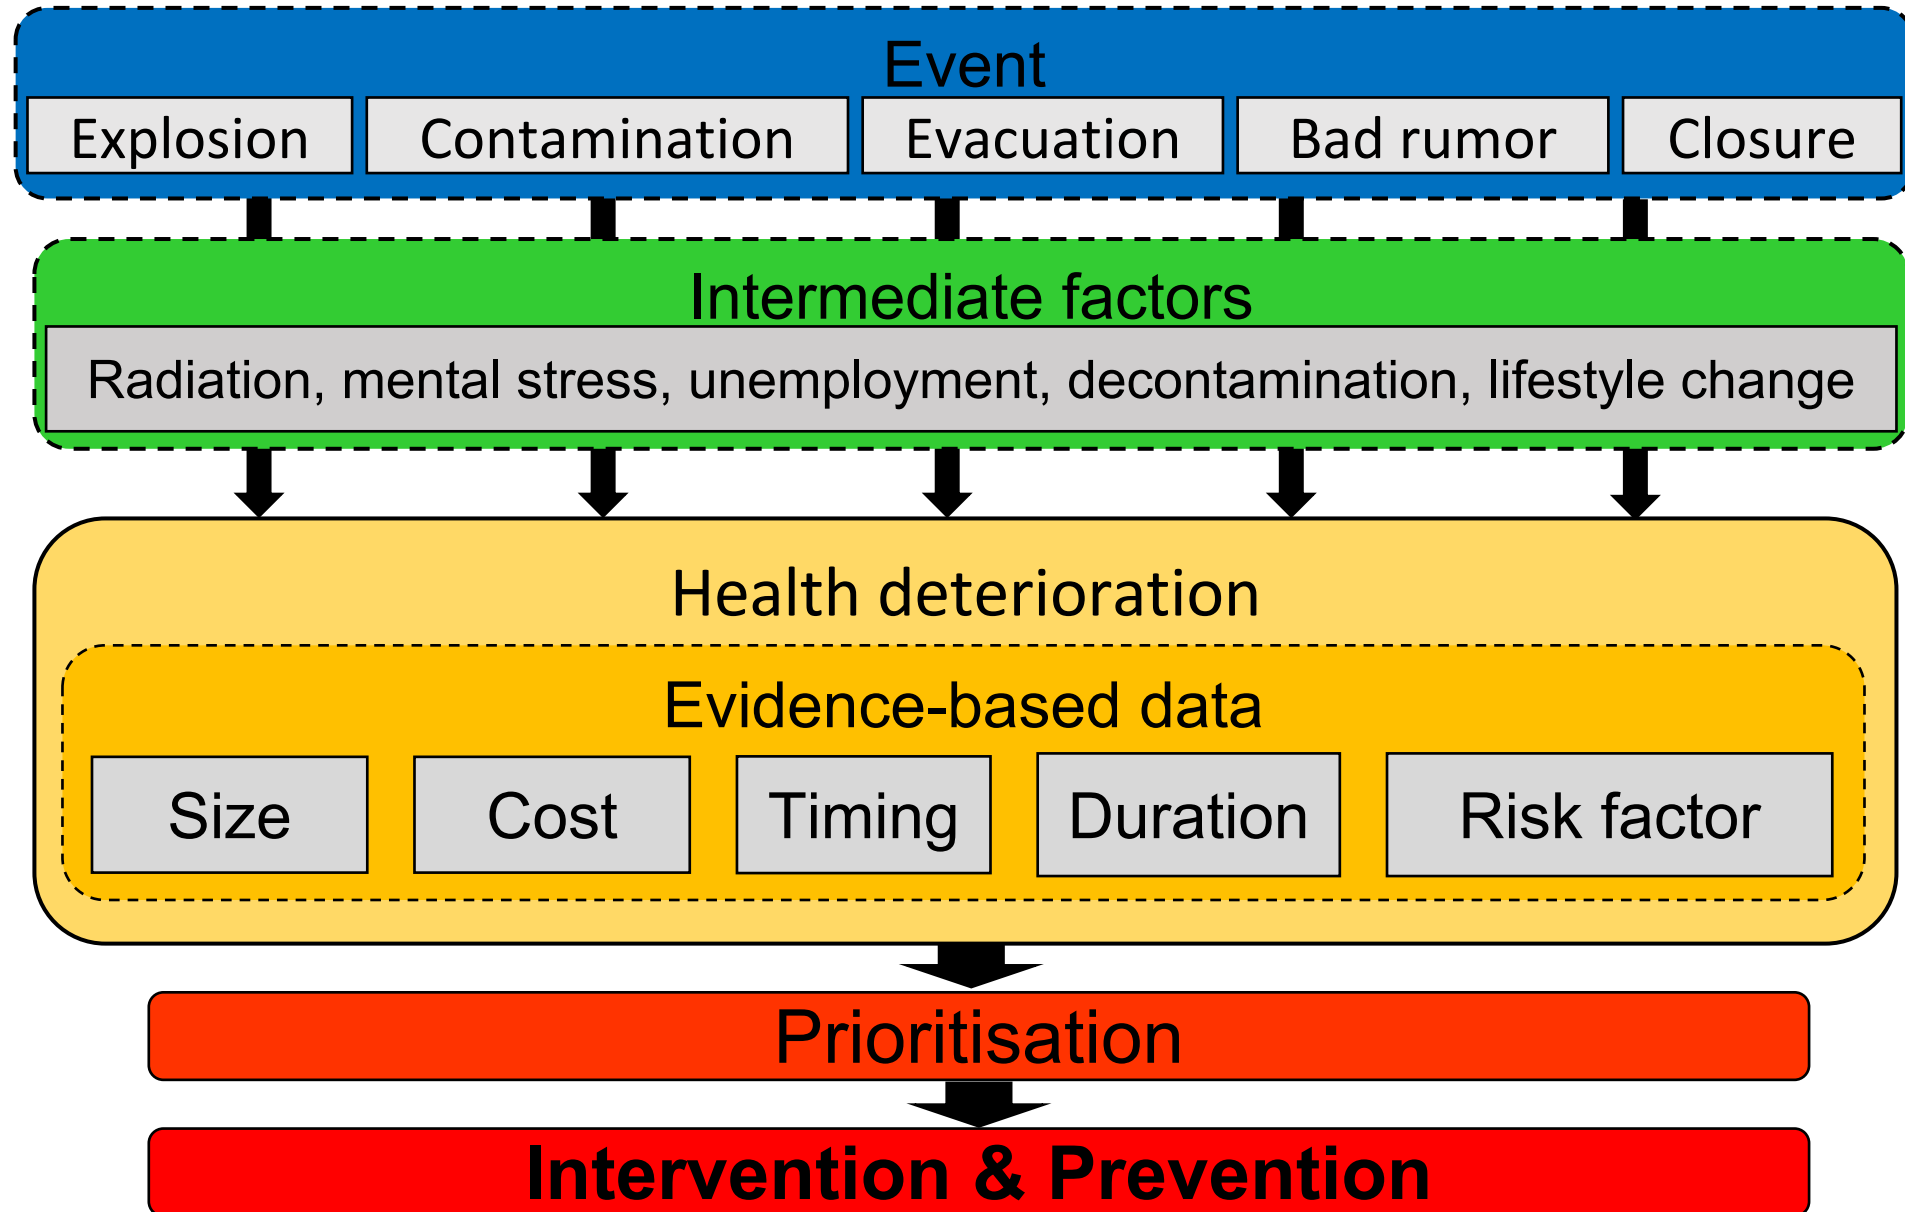 Event
Explosion Contamination Evacuation Bad rumor Closure
Intermediate factors
Radiation, mental stress, unemployment, decontamination, lifestyle change
Health deterioration
Evidence-based data
Size Cost Timing Duration Risk factor
Prioritisation
Intervention & Prevention